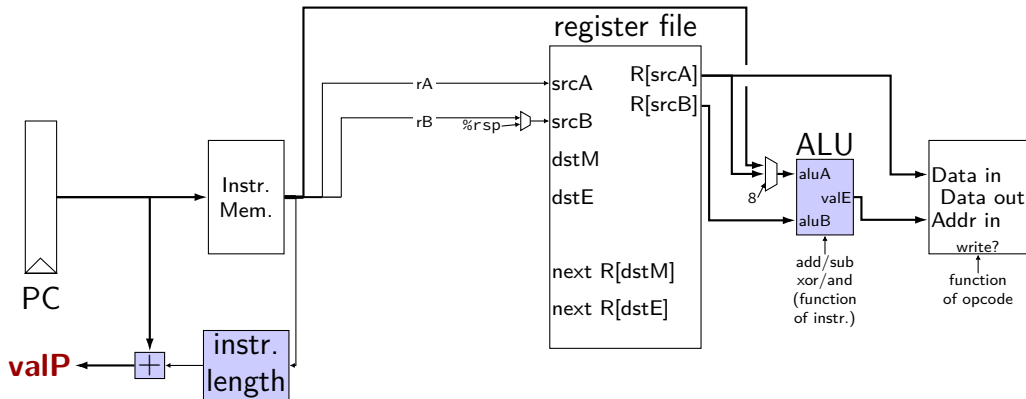 register file
rA
srcA
R[srcA]
R[srcB]
rB
%rsp
srcB
ALU
dstM
Instr.
Mem.
dstE
8
aluA
valE
aluB
Data in
Data out
Addr in
write?
PC
next R[dstM]
next R[dstE]
add/sub
xor/and
(function
of instr.)
function
of opcode
valP
+
instr.
length